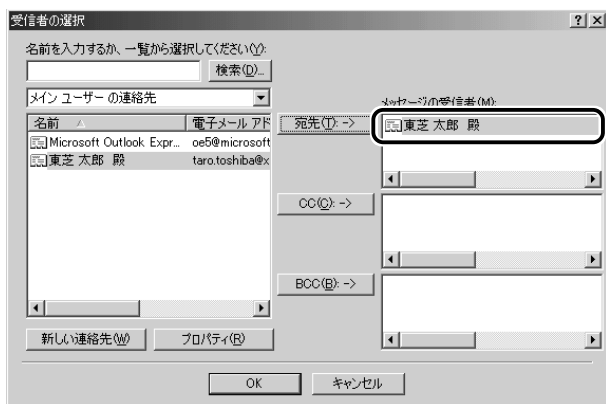 受信者の選択
名前を入力するか、一覧から選択してください(Y):
検索(D)...
メイン ユーザー の連絡先
メッセージの受信者(M):
名前
電子メール アド
宛先(T): ->
東芝 太郎 殿
Microsoft Outlook Expr...
oe5@microsoft
東芝 太郎 殿
taro.toshiba@x
CC(C): ->
BCC(B): ->
新しい連絡先(W)
プロパティ(R)
OK
キャンセル